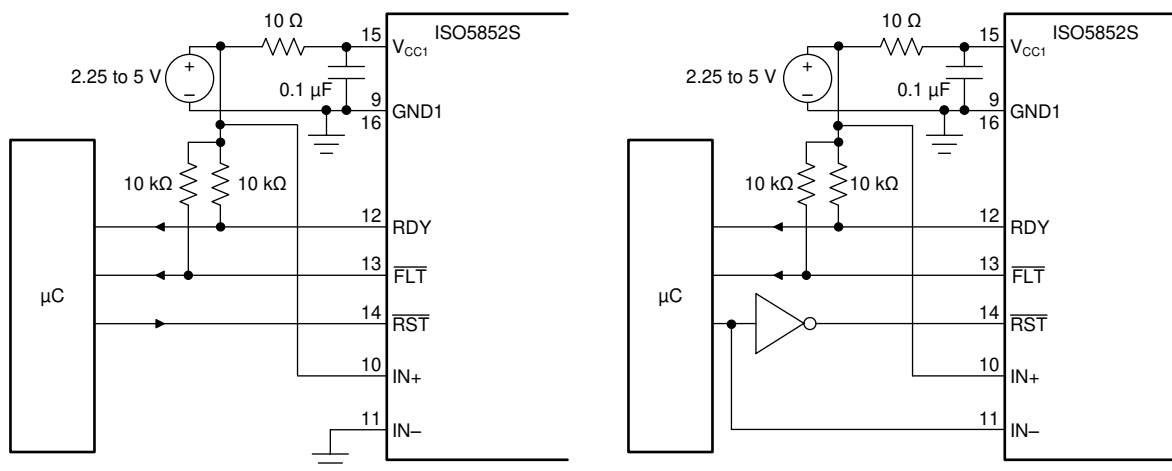 10 Ω
15
ISO5852S
VCC1
2.25 to 5 V
+
–
0.1 µF
9
GND1
16
10 kΩ
10 kΩ
12
RDY
13
FLT
µC
14
RST
10
IN+
11
IN–
10 Ω
15
ISO5852S
VCC1
2.25 to 5 V
+
–
0.1 µF
9
GND1
16
10 kΩ
10 kΩ
12
RDY
13
FLT
µC
14
RST
10
IN+
11
IN–